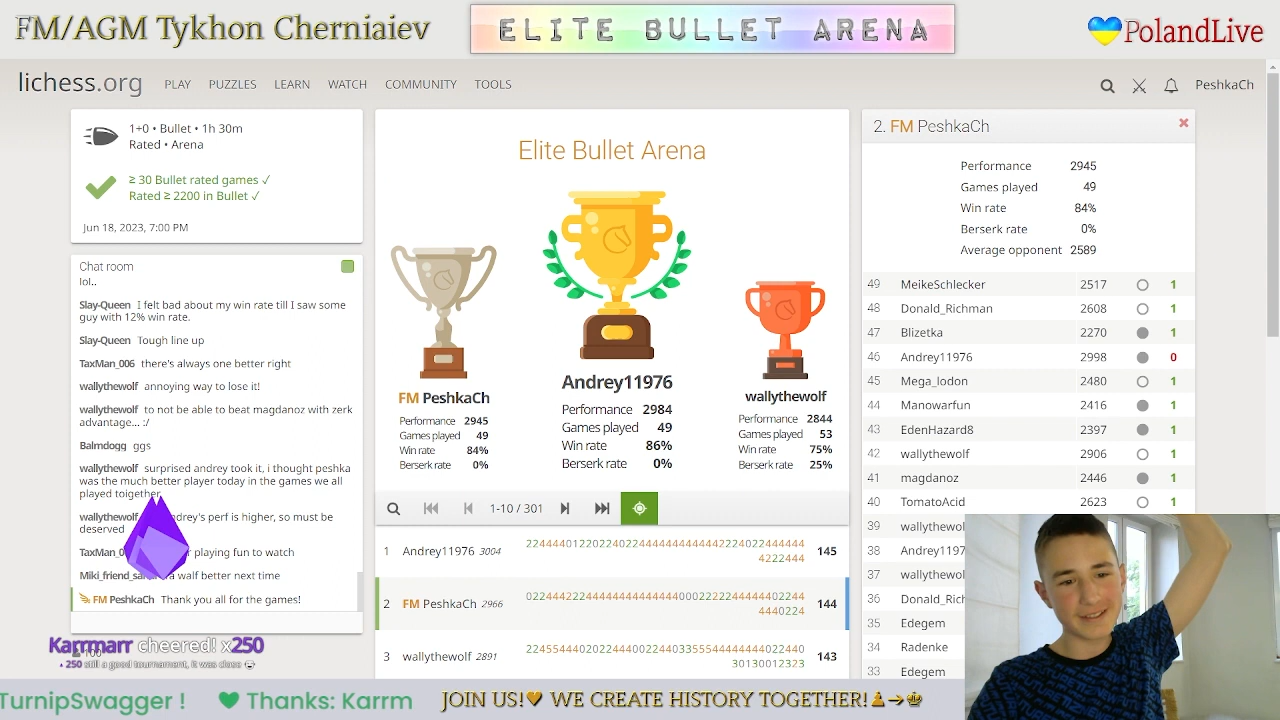 FM/AGM Tykhon Cherniaiev
ELITE BULLET ARENA
PolandLive
lichess.org
PLAY PUZZLES LEARN WATCH COMMUNITY TOOLS
PeshkaCh
1+0 • Bullet • 1h 30m
Rated • Arena
≥ 30 Bullet rated games ✓
Rated ≥ 2200 in Bullet ✓
Jun 18, 2023, 7:00 PM
Chat room
lol..
Slay-Queen I felt bad about my win rate till I saw some
guy with 12% win rate.
Slay-Queen Tough line up
TaxMan_006 there's always one better right
wallythewolf annoying way to lose it!
wallythewolf to not be able to beat magdanoz with zerk
advantage... :/
Balmdogg ggs
wallythewolf surprised andrey took it, i thought peshka
was the much better player today in the games we all
played toigether
wallythewolf andrey's perf is higher, so must be
deserved
playing fun to watch
walf better next time
FM PeshkaCh Thank you all for the games!
Karrmarr cheered! x250
250 still a good tournament, it was close
Elite Bullet Arena
FM PeshkaCh
Performance 2945
Games played 49
Win rate 84%
Berserk rate 0%
Andrey11976
Performance 2984
Games played 49
Win rate 86%
Berserk rate 0%
wallythewolf
Performance 2844
Games played 53
Win rate 75%
Berserk rate 25%
1-10 / 301
1 Andrey11976 3004
145
2 FM PeshkaCh 2966
144
3 wallythewolf 2891
143
2. FM PeshkaCh
Performance 2945
Games played 49
Win rate 84%
Berserk rate 0%
Average opponent 2589
49 MeikeSchlecker 2517 1
48 Donald_Richman 2608 1
47 Blizetka 2270 1
46 Andrey11976 2998 0
45 Mega_lodon 2480 1
44 Manowarfun 2416 1
43 EdenHazard8 2397 1
42 wallythewolf 2906 1
41 magdanoz 2446 1
40 TomatoAcid 2623 1
39 wallythewol
38 Andrey1197
37 wallythewol
36 Donald_Rich
35 Edegem
34 Radenke
33 Edegem
TurnipSwagger !
Thanks: Karrm
JOIN US! WE CREATE HISTORY TOGETHER!